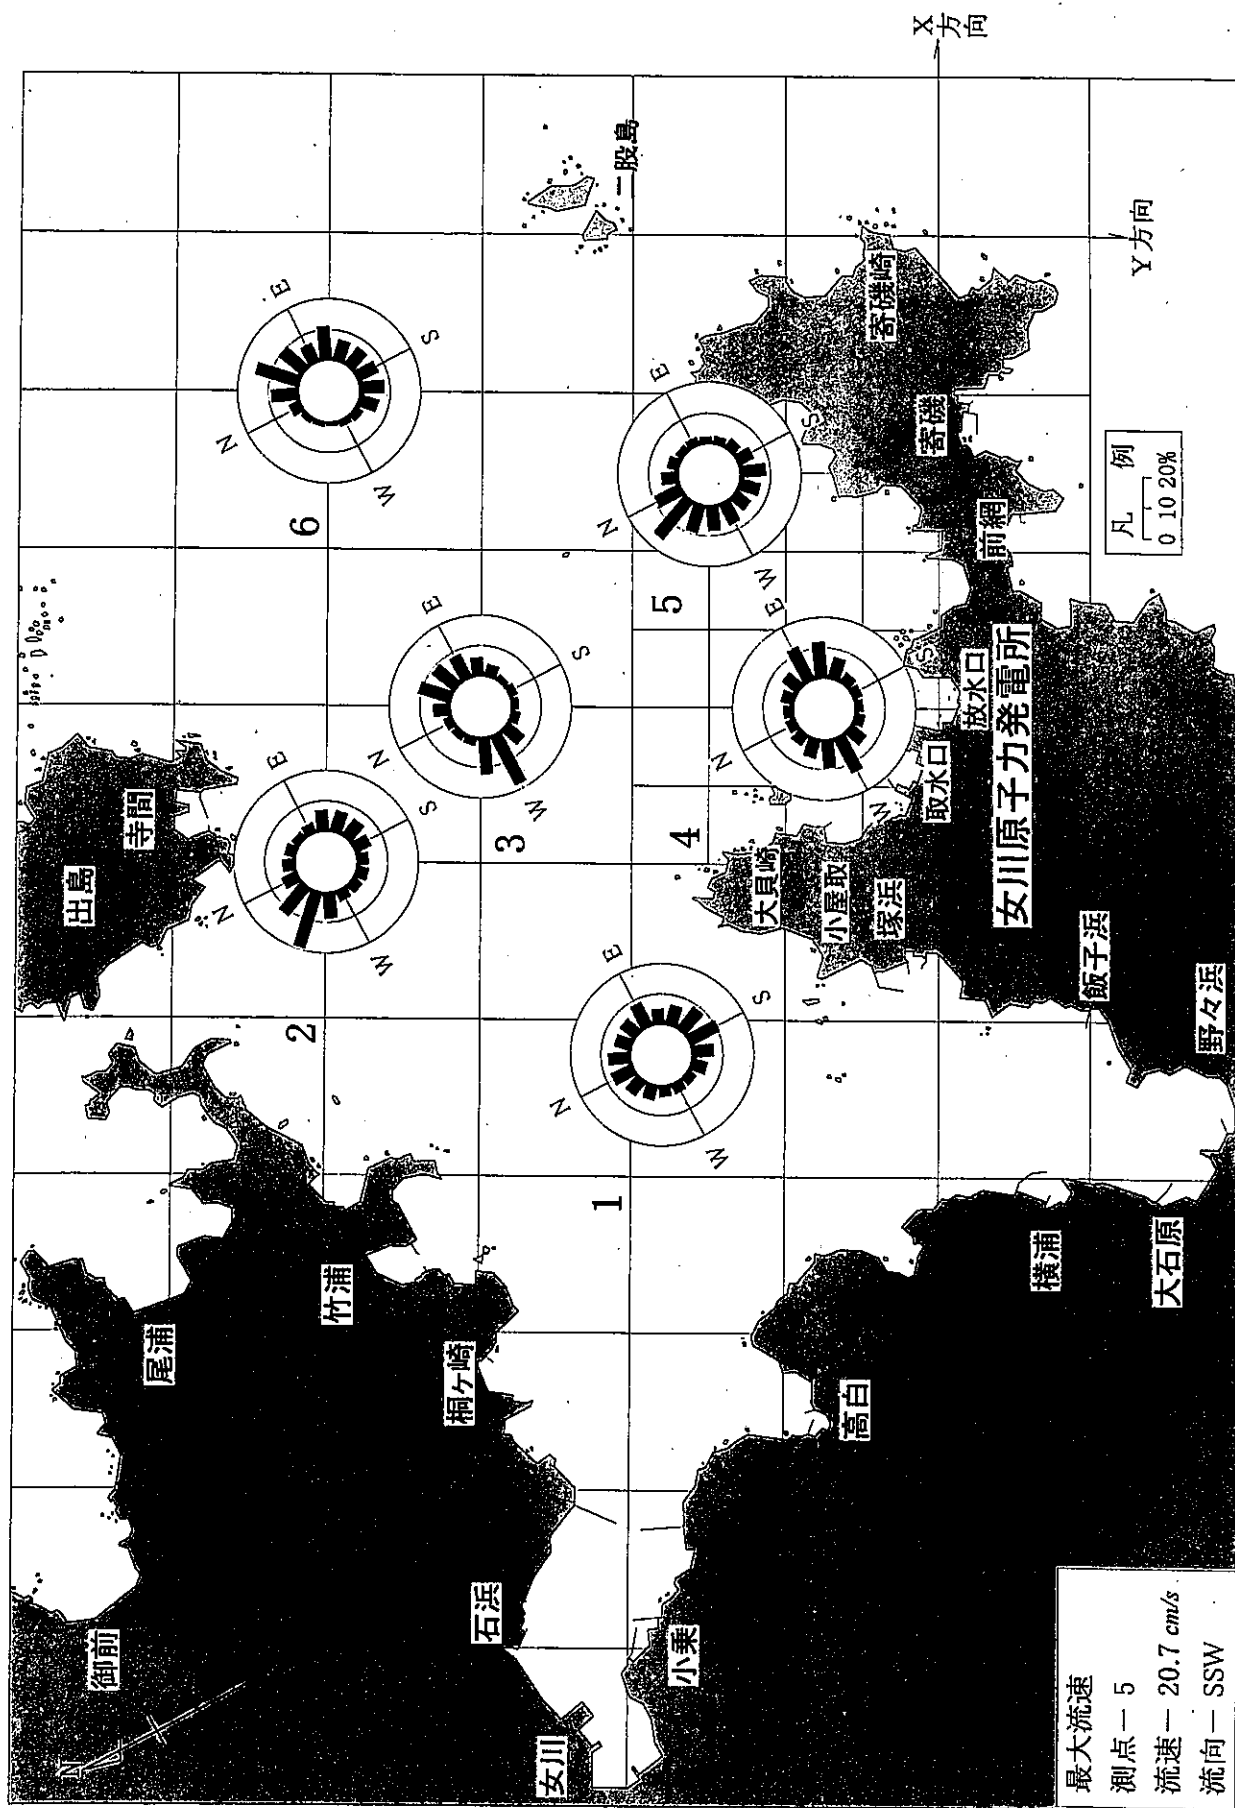 X方向
Y方向
二股島
寄磯崎
寄磯
前網
凡 例
0 10 20%
6
N
E
S
W
5
N
E
S
W
3
N
E
S
W
4
N
E
S
W
2
N
E
S
W
1
N
E
S
W
出島
寺間
放水口
女川原子力発電所
取水口
大貝崎
小屋取
塚浜
飯子浜
野々浜
尾浦
竹浦
桐ケ崎
横浦
大石原
高白
御前
石浜
小乗
女川
N
最大流速
測点－5
流速－20.7 cm/s
流向－SSW